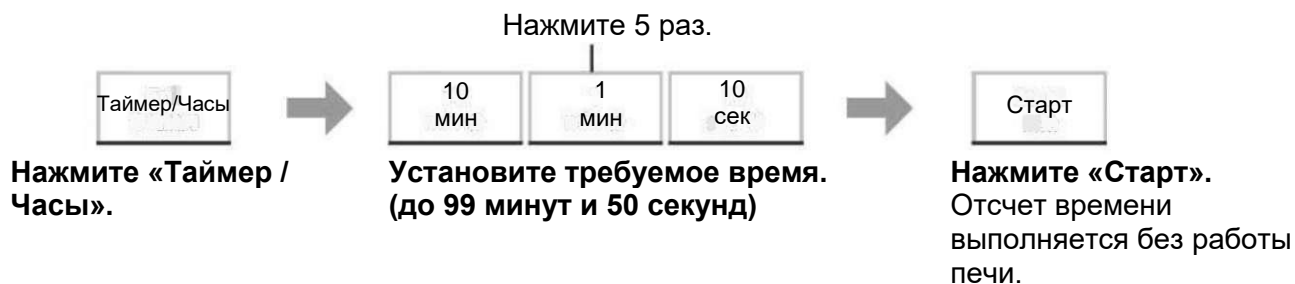 Нажмите 5 раз.
Таймер/Часы
10
мин
1
мин
10
сек
Старт
Нажмите «Таймер /
Часы».
Установите требуемое время.
(до 99 минут и 50 секунд)
Нажмите «Старт».
Отсчет времени
выполняется без работы
печи.